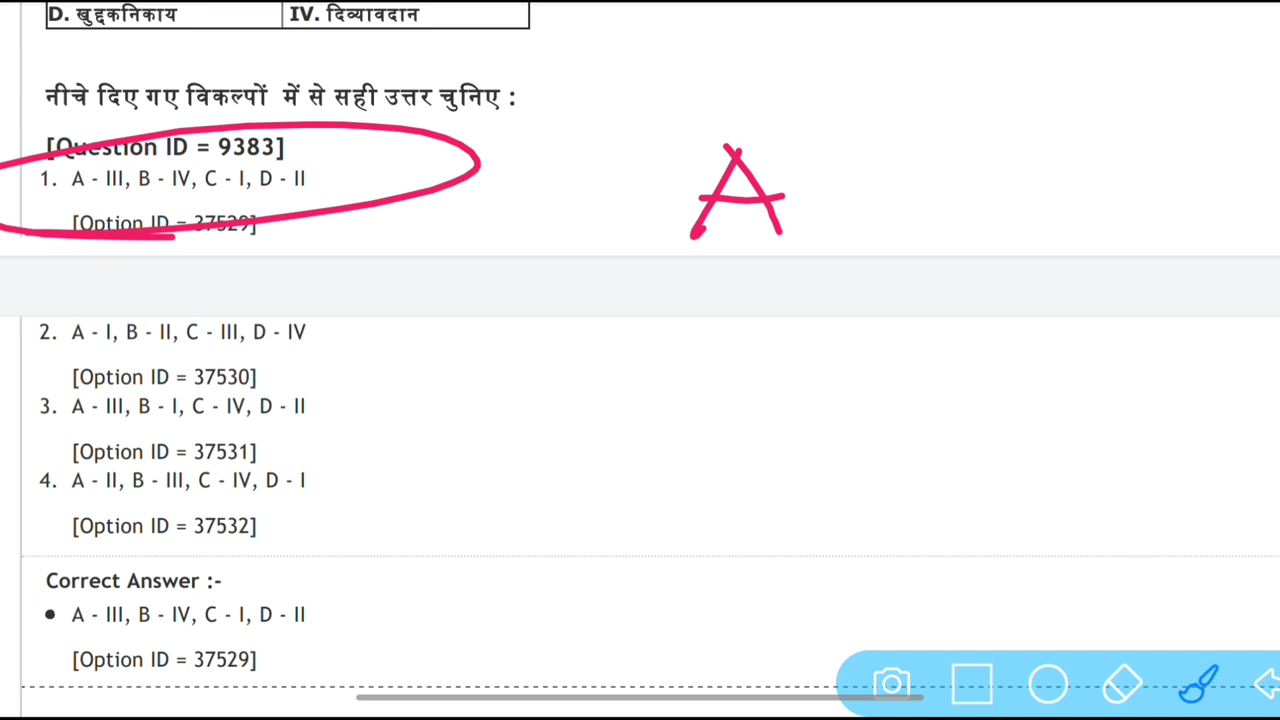 D. खुद्दकनिकाय IV. दिव्यावदान
नीचे दिए गए विकल्पों में से सही उत्तर चुनिए :
[Question ID = 9383]
1. A - III, B - IV, C - I, D - II
[Option ID = 37529]
A
2. A - I, B - II, C - III, D - IV
[Option ID = 37530]
3. A - III, B - I, C - IV, D - II
[Option ID = 37531]
4. A - II, B - III, C - IV, D - I
[Option ID = 37532]
Correct Answer :-
• A - III, B - IV, C - I, D - II
[Option ID = 37529]